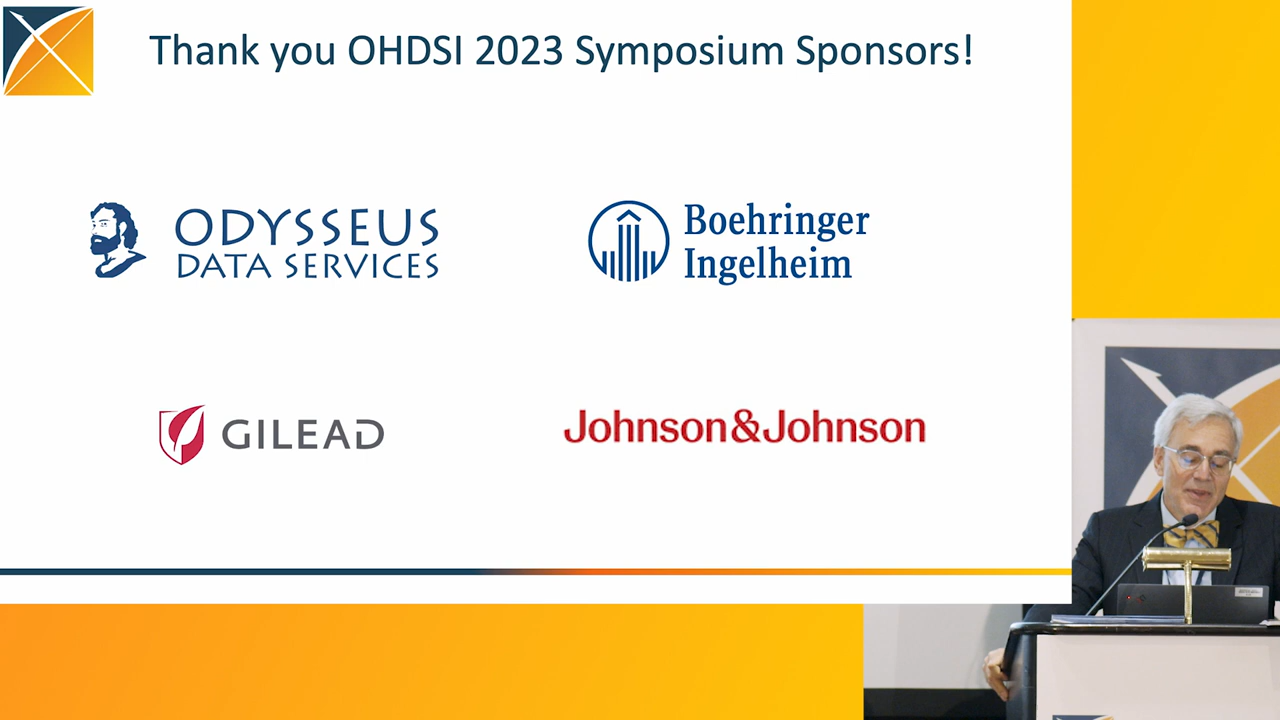 Thank you OHDSI 2023 Symposium Sponsors!
ODYSSEUS
DATA SERVICES
Boehringer
Ingelheim
GILEAD
Johnson&Johnson